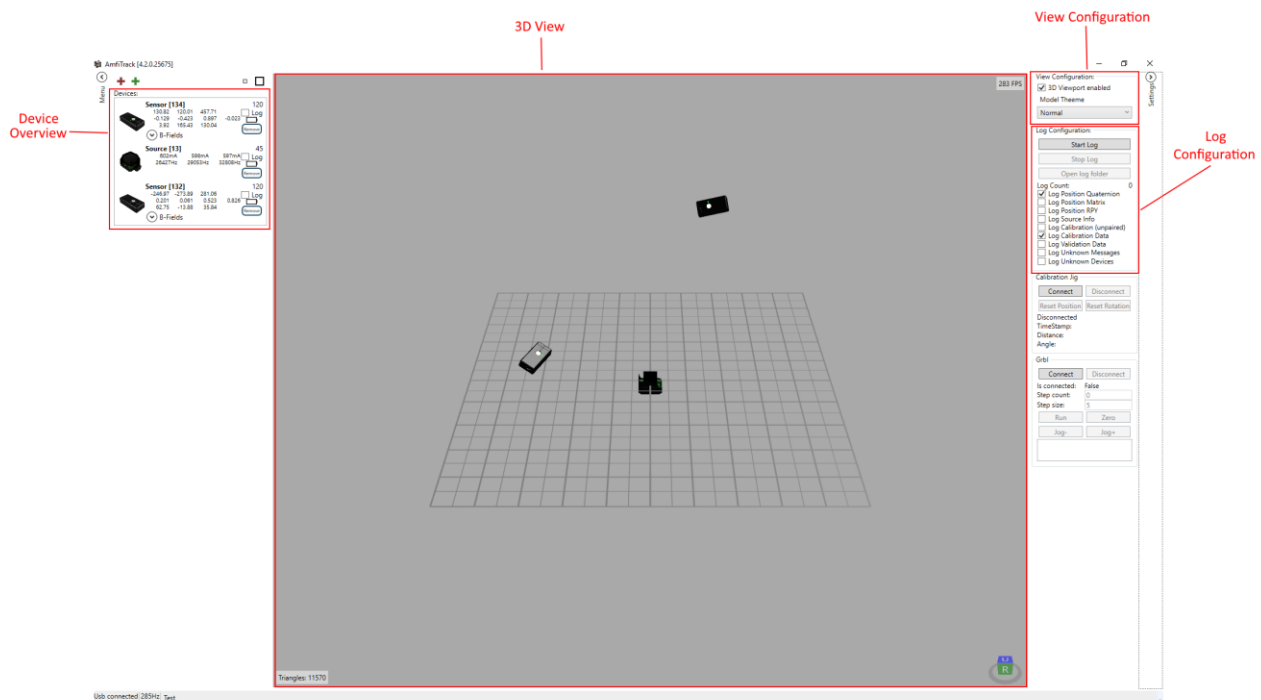 View Configuration
3D View
AmfiTrack [4.2.0.25675]
Menu
Devices:
Sensor [134] 120
130.82 120.01 457.71 Log
-0.129 -0.423 0.897 -0.023
3.92 165.43 130.04 Remove
B-Fields
Source [13] 45
602mA 588mA 597mA Log
26427Hz 29053Hz 32808Hz
Remove
Sensor [132] 120
-246.97 -273.89 281.06 Log
0.201 0.061 0.523 0.826
62.75 -13.88 35.84 Remove
B-Fields
Device
Overview
283 FPS
Triangles: 11570
R
View Configuration:
3D Viewport enabled
Model Theeme
Normal
Settings
Log Configuration:
Start Log
Stop Log
Open log folder
Log Count: 0
Log Position Quaternion
Log Position Matrix
Log Position RPY
Log Source Info
Log Calibration (unpaired)
Log Calibration Data
Log Validation Data
Log Unknown Messages
Log Unknown Devices
Log
Configuration
Calibration Jig
Connect Disconnect
Reset Position Reset Rotation
Disconnected
TimeStamp:
Distance:
Angle:
Grbl
Connect Disconnect
Is connected: False
Step count: 0
Step size: 5
Run Zero
Jog- Jog+
Usb connected 285Hz Test